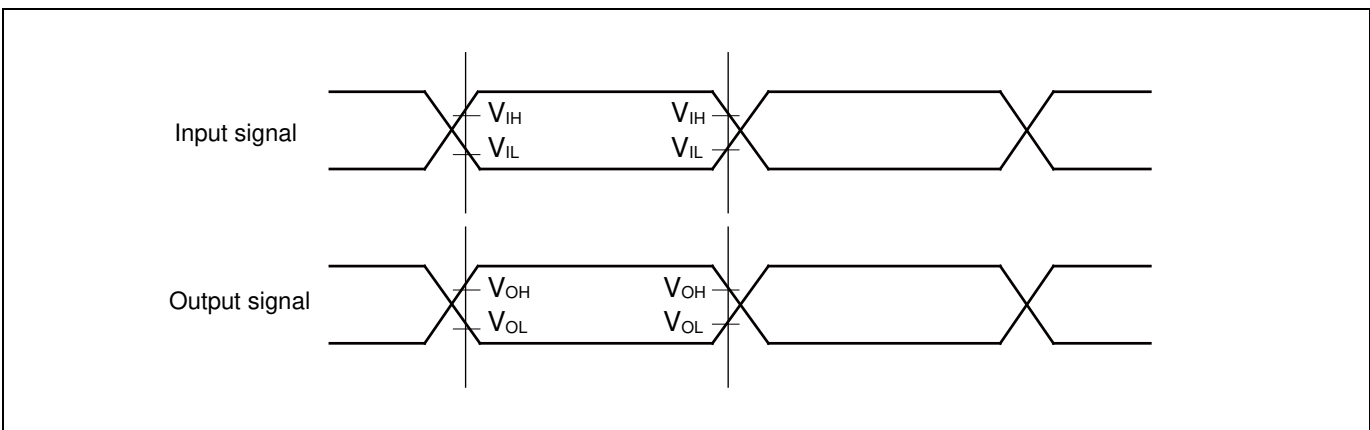 Input signal
VIH
VIH
VIL
VIL
Output signal
VOH
VOH
VOL
VOL